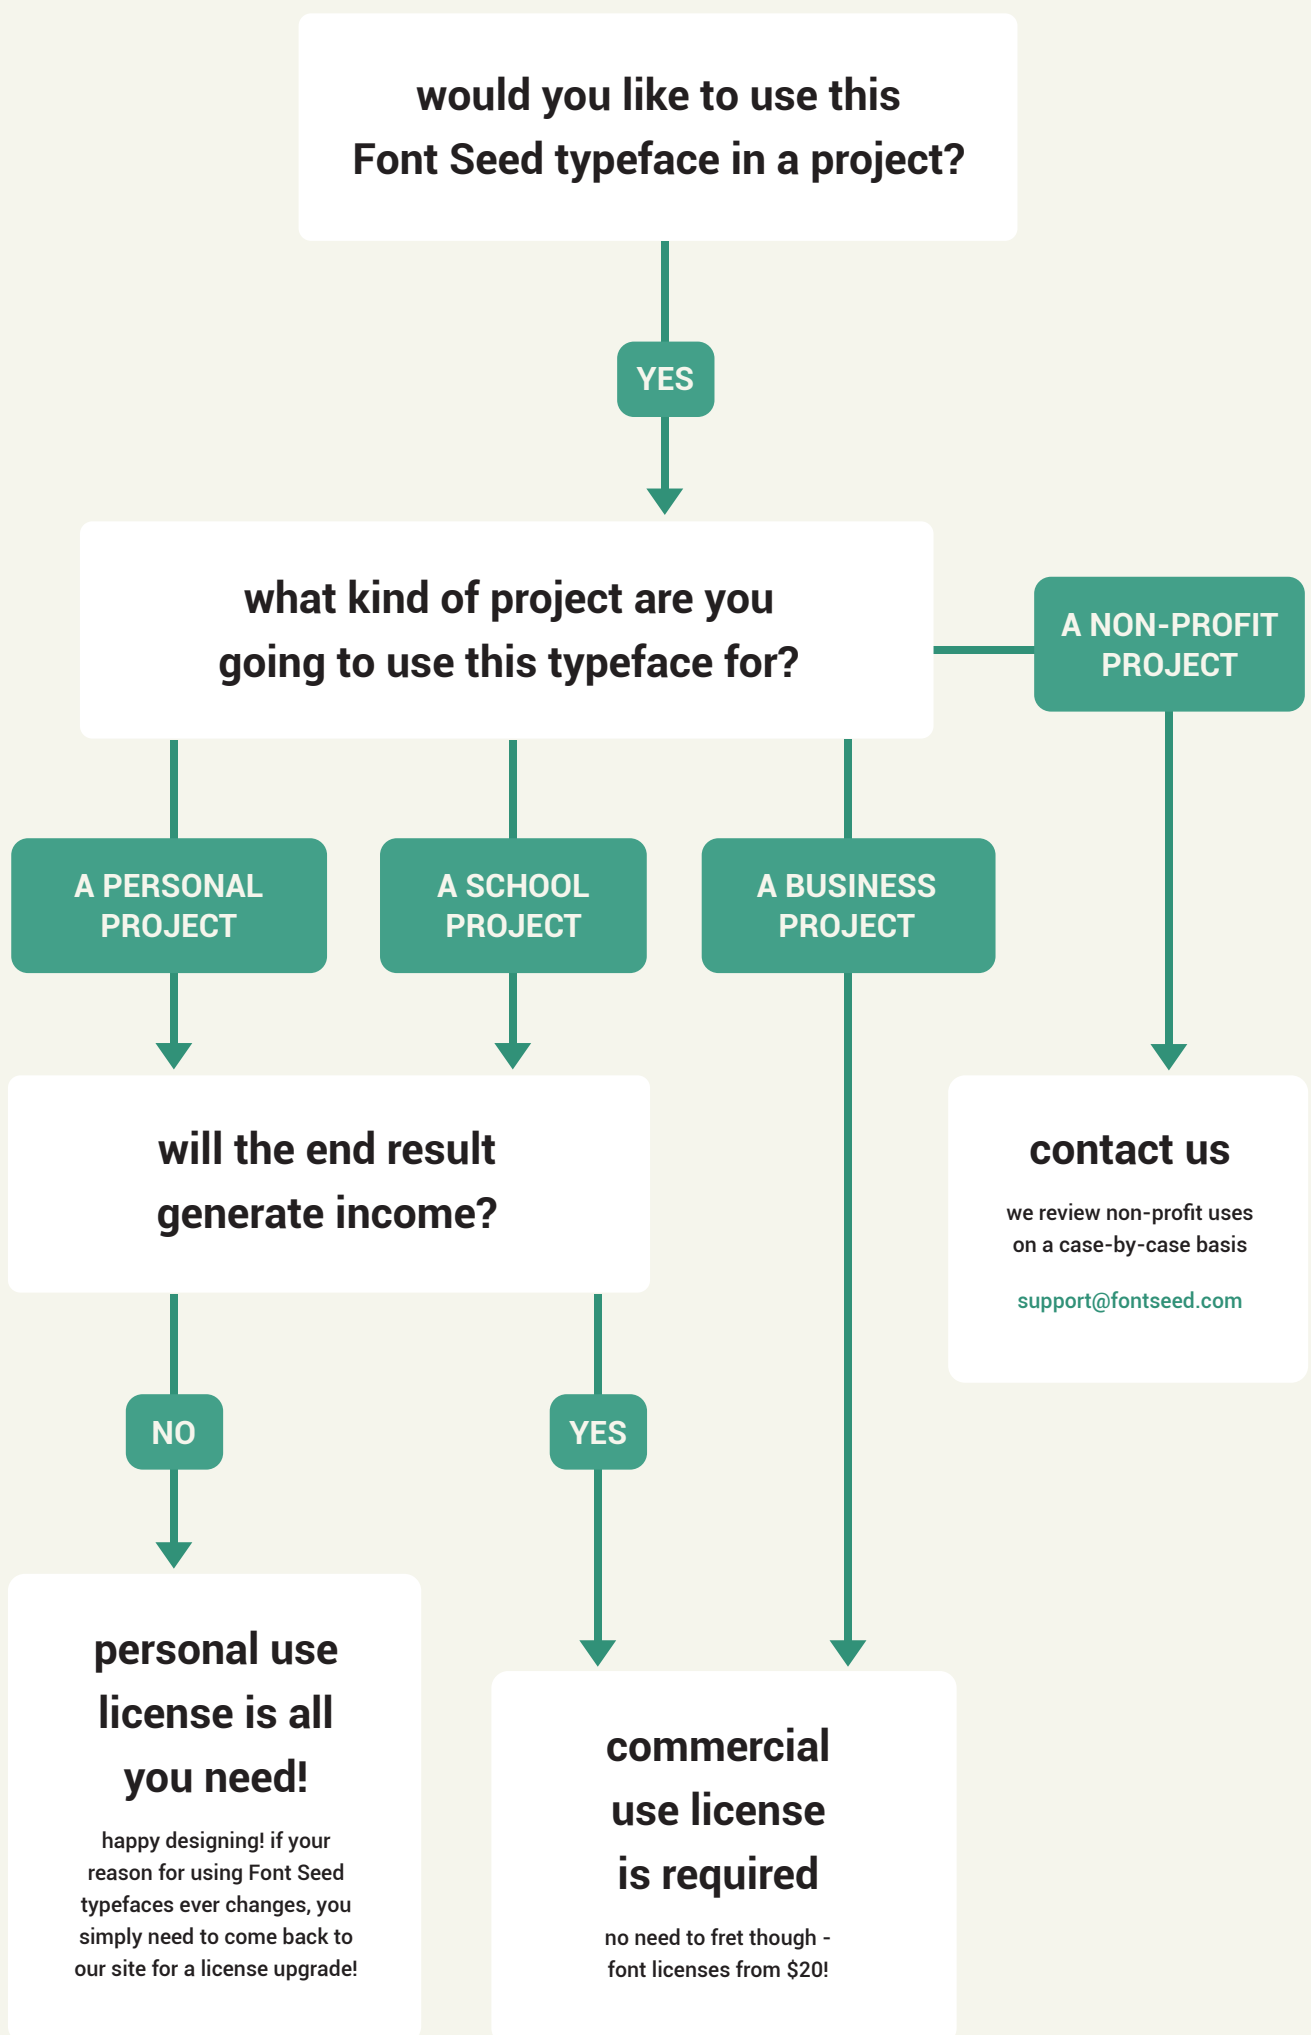 would you like to use this
Font Seed typeface in a project?
YES
what kind of project are you
going to use this typeface for?
A NON-PROFIT
PROJECT
A PERSONAL
PROJECT
A SCHOOL
PROJECT
A BUSINESS
PROJECT
will the end result
generate income?
contact us
we review non-profit uses
on a case-by-case basis
support@fontseed.com
NO
YES
personal use
license is all
you need!
happy designing! if your
reason for using Font Seed
typefaces ever changes, you
simply need to come back to
our site for a license upgrade!
commercial
use license
is required
no need to fret though -
font licenses from $20!